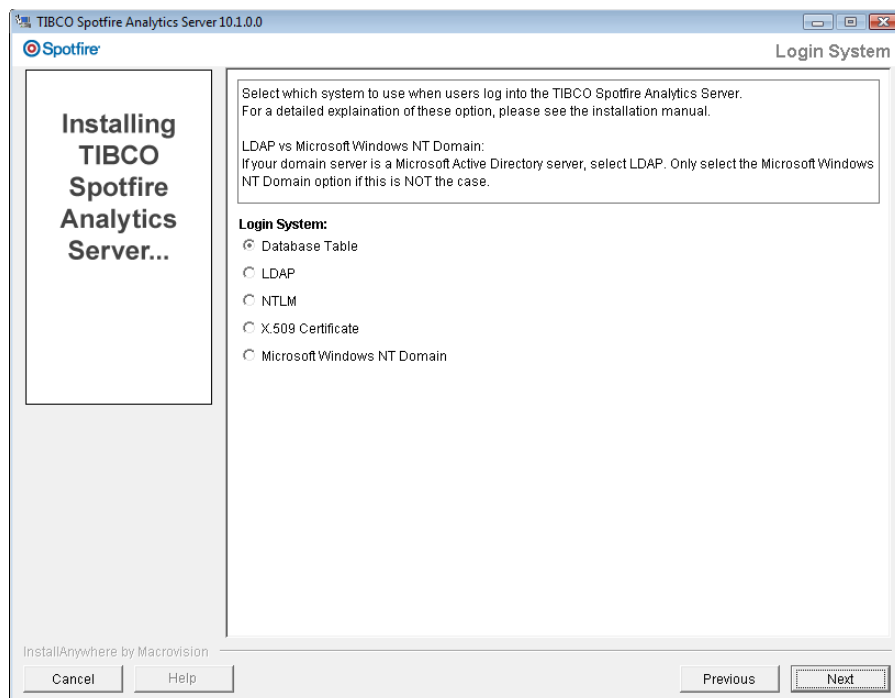 TIBCO Spotfire Analytics Server 10.1.0.0
Spotfire
Login System
Installing
TIBCO
Spotfire
Analytics
Server...
Select which system to use when users log into the TIBCO Spotfire Analytics Server.
For a detailed explaination of these option, please see the installation manual.
LDAP vs Microsoft Windows NT Domain:
If your domain server is a Microsoft Active Directory server, select LDAP. Only select the Microsoft Windows
NT Domain option if this is NOT the case.
Login System:
Database Table
LDAP
NTLM
X.509 Certificate
Microsoft Windows NT Domain
InstallAnywhere by Macrovision
Cancel
Help
Previous
Next